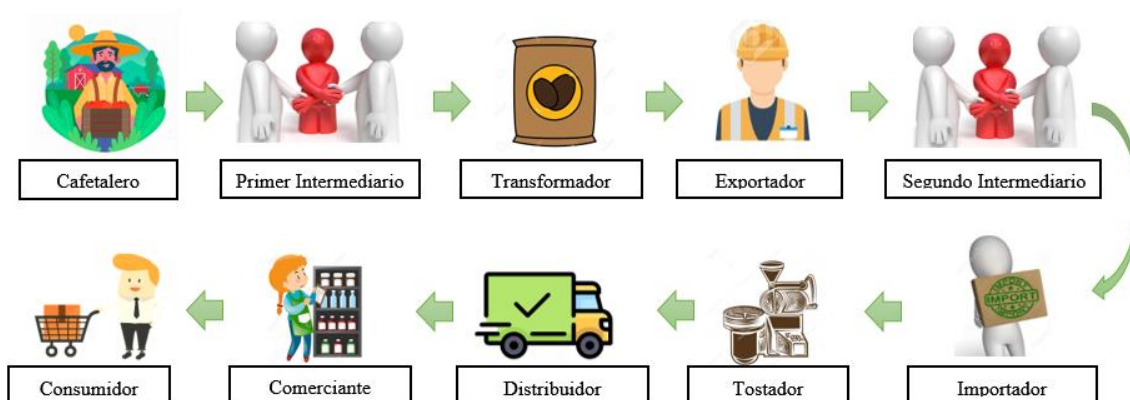 Cafetalero
Primer Intermediario
Transformador
Exportador
Segundo Intermediario
IMPORT
Importador
Tostador
Distribuidor
Comerciante
Consumidor